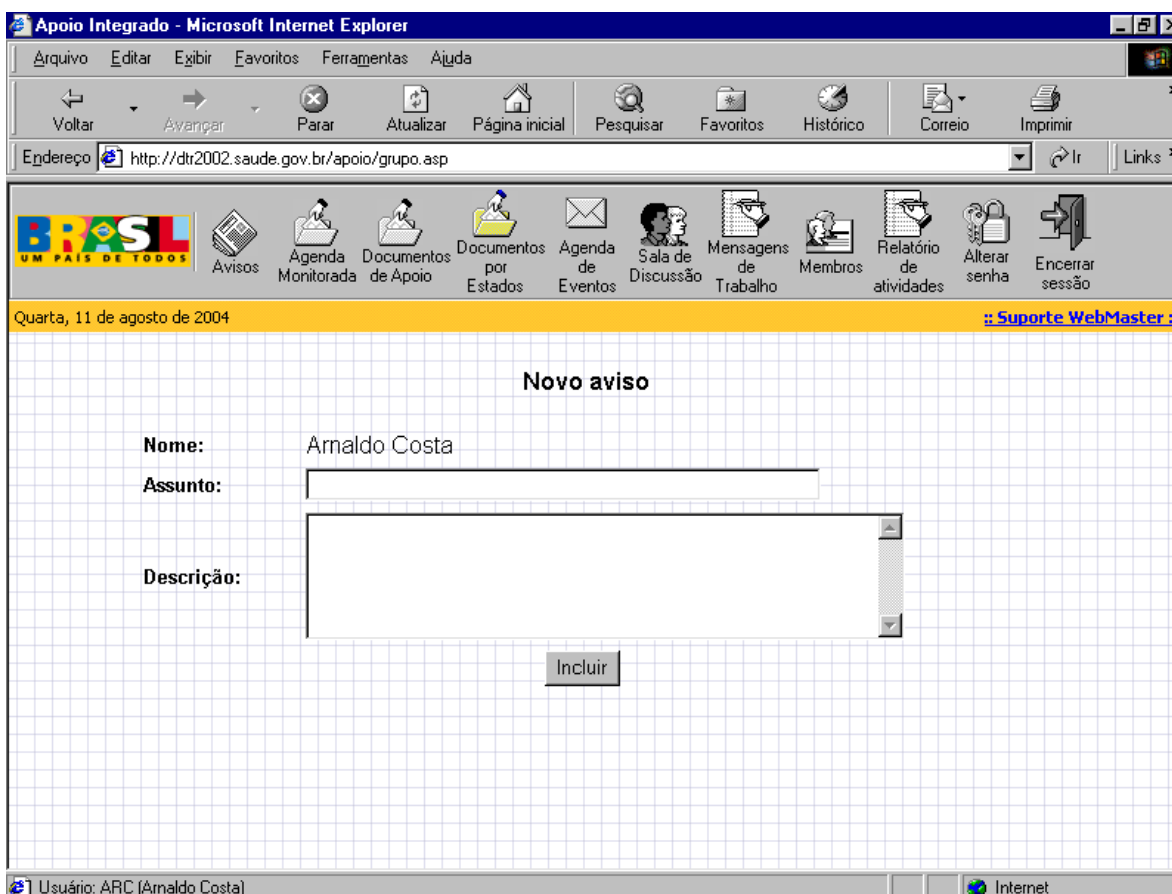 Apoio Integrado - Microsoft Internet Explorer
Arquivo Editar Exibir Favoritos Ferramentas Ajuda
Voltar Avançar Parar Atualizar Página inicial Pesquisar Favoritos Histórico Correio Imprimir
Endereço http://dtr2002.saude.gov.br/apoio/grupo.asp Ir Links
BRASIL
UM PAÍS DE TODOS
Avisos
Agenda
Monitorada
Documentos
de Apoio
Documentos
por
Estados
Agenda
de
Eventos
Sala de
Discussão
Mensagens
de
Trabalho
Membros
Relatório
de
atividades
Alterar
senha
Encerrar
sessão
Quarta, 11 de agosto de 2004 :: Suporte WebMaster :
Novo aviso
Nome: Arnaldo Costa
Assunto:
Descrição:
Incluir
Usuário: ARC (Arnaldo Costa) Internet